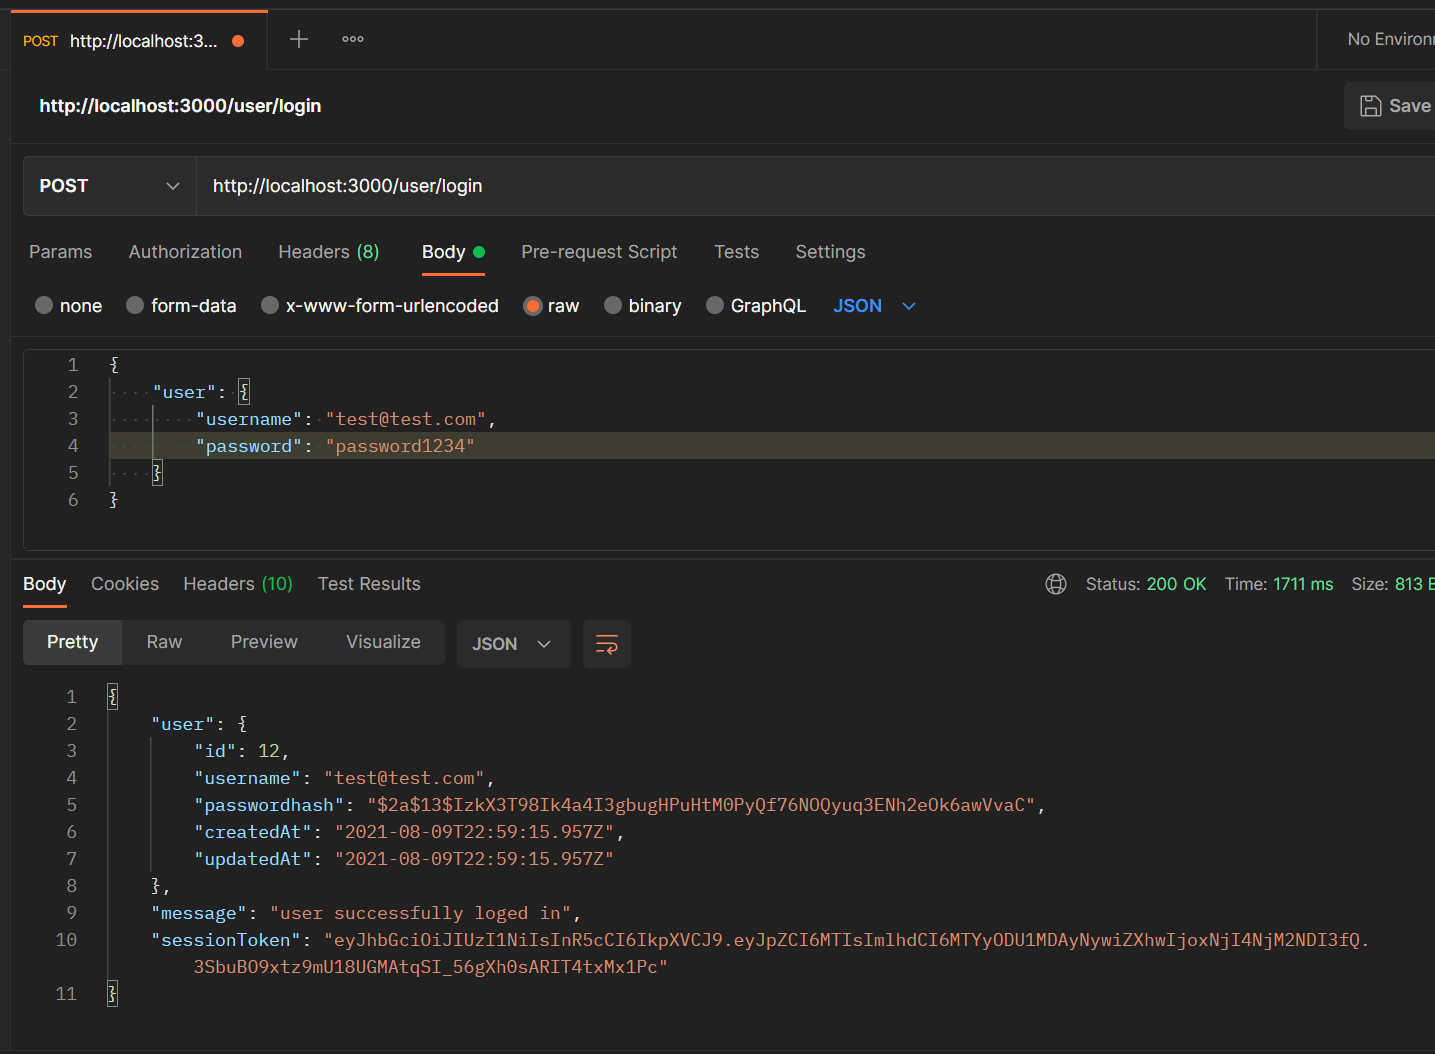 POST http://localhost:3...
No Environ
http://localhost:3000/user/login
Save
POST http://localhost:3000/user/login
Params Authorization Headers (8) Body Pre-request Script Tests Settings
none form-data x-www-form-urlencoded raw binary GraphQL JSON
1 {
2 "user": {
3 "username": "test@test.com",
4 "password": "password1234"
5 }
6 }
Body Cookies Headers (10) Test Results Status: 200 OK Time: 1711 ms Size: 813 B
Pretty Raw Preview Visualize JSON
1 {
2 "user": {
3 "id": 12,
4 "username": "test@test.com",
5 "passwordhash": "$2a$13$IzkX3T98Ik4a4I3gbugHPuHtM0PyQf76NOQyuq3ENh2eOk6awVvaC",
6 "createdAt": "2021-08-09T22:59:15.957Z",
7 "updatedAt": "2021-08-09T22:59:15.957Z"
8 },
9 "message": "user successfully loged in",
10 "sessionToken": "eyJhbGciOiJIUzI1NiIsInR5cCI6IkpXVCJ9.eyJpZCI6MTIsImlhdCI6MTYyODU1MDAyNywiZXhwIjoxNjI4NjM2NDI3fQ.
3SbuBO9xtz9mU18UGMAtqSI_56gXh0sARIT4txMx1Pc"
11 }